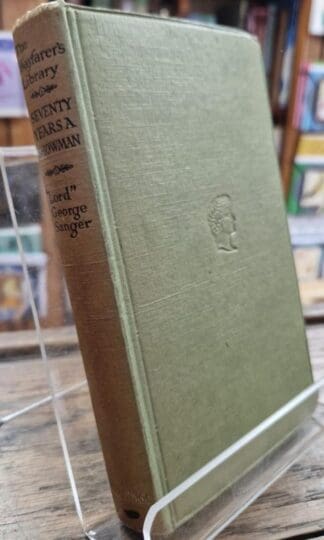 The
Wayfarer's
Library
SEVENTY
YEARS A
SHOWMAN
"Lord"
George
Sanger